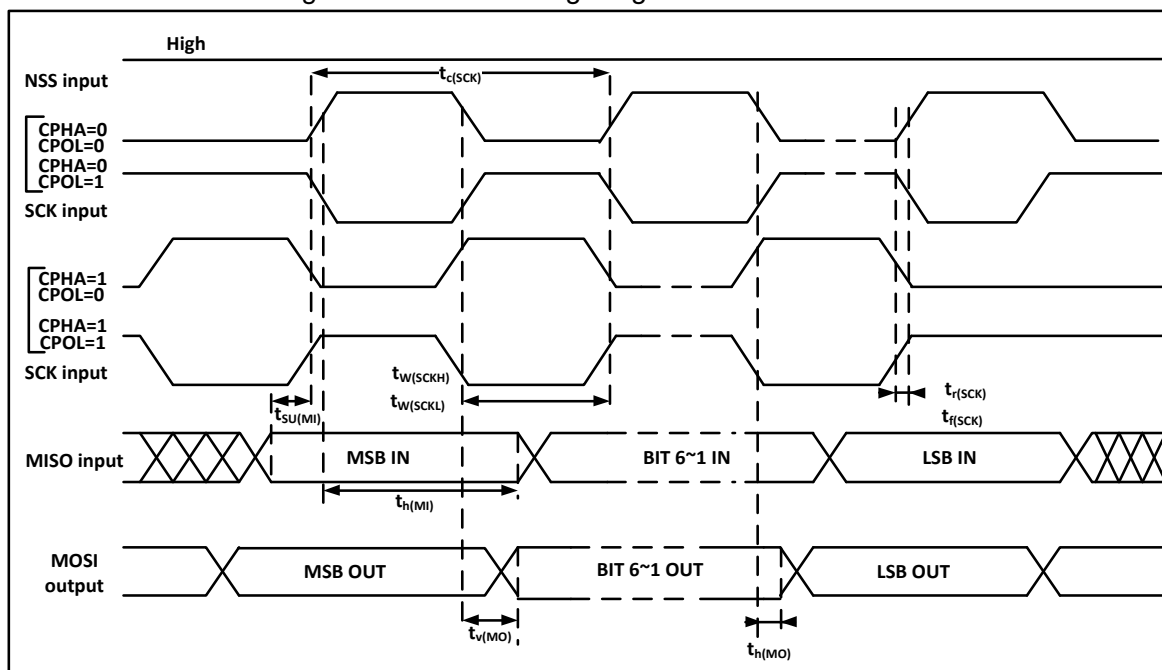 High
NSS input
tc(SCK)
CPHA=0
CPOL=0
CPHA=0
CPOL=1
SCK input
CPHA=1
CPOL=0
CPHA=1
CPOL=1
SCK input
tW(SCKH)
tW(SCKL)
tr(SCK)
tf(SCK)
tSU(MI)
MISO input
MSB IN
BIT 6~1 IN
LSB IN
th(MI)
MOSI
output
MSB OUT
BIT 6~1 OUT
LSB OUT
tv(MO)
th(MO)